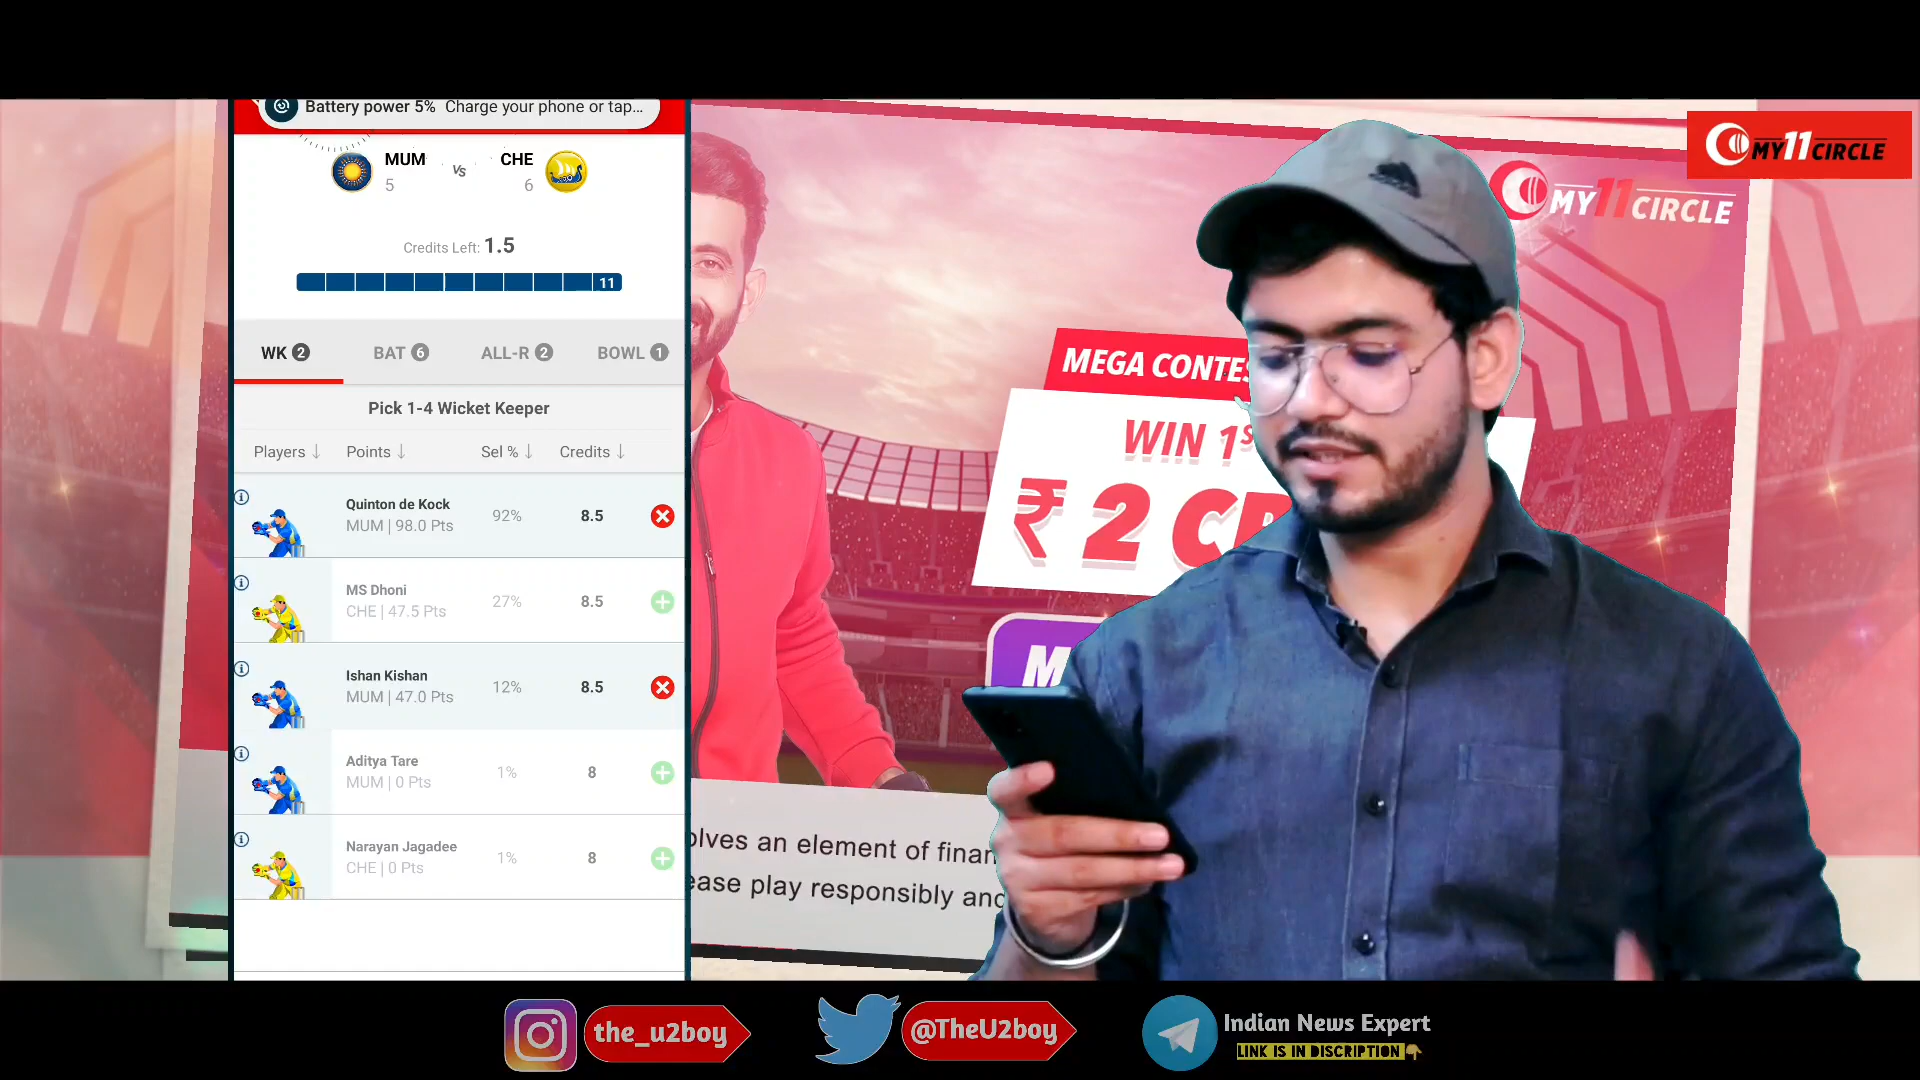 Battery power 5% Charge your phone or tap...
MUM Vs CHE
5 6
Credits Left: 1.5
11
WK 2 BAT 6 ALL-R 2 BOWL 1
Pick 1-4 Wicket Keeper
Players ↓ Points ↓ Sel % ↓ Credits ↓
Quinton de Kock
MUM | 98.0 Pts 92% 8.5
MS Dhoni
CHE | 47.5 Pts 27% 8.5
Ishan Kishan
MUM | 47.0 Pts 12% 8.5
Aditya Tare
MUM | 0 Pts 1% 8
Narayan Jagadee
CHE | 0 Pts 1% 8
MY11CIRCLE
MY11CIRCLE
MEGA CONTES
WIN 1S
₹ 2 CR
M
olves an element of finan
ease play responsibly and
the_u2boy
@TheU2boy
Indian News Expert
LINK IS IN DISCRIPTION